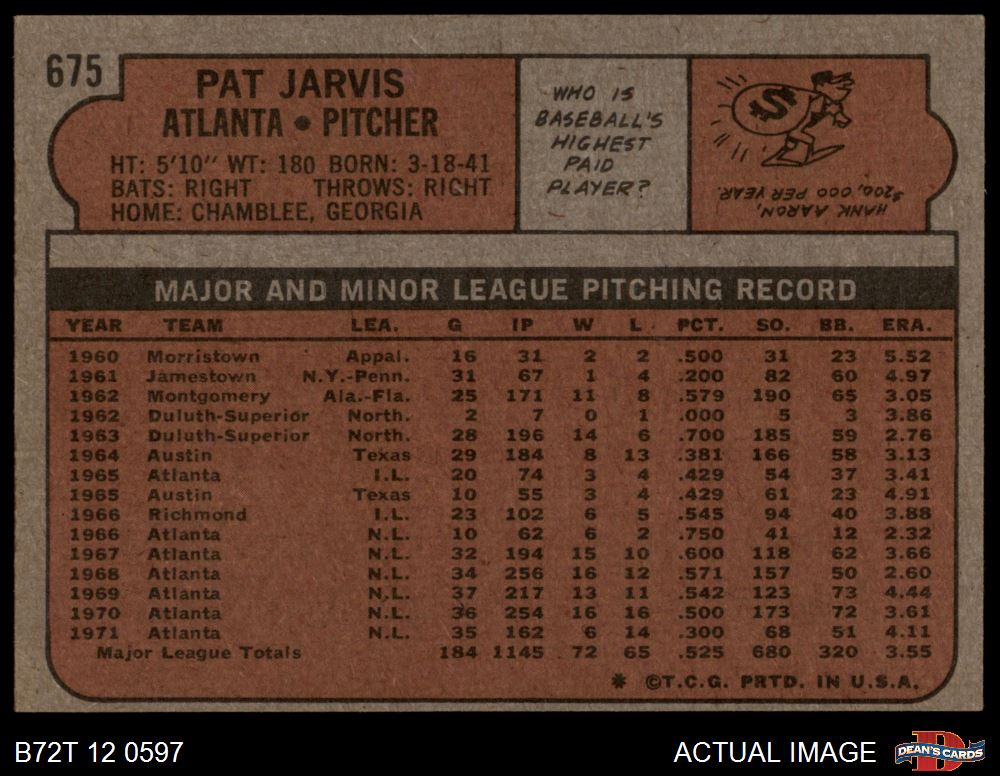 675
PAT JARVIS
ATLANTA • PITCHER
HT: 5'10" WT: 180 BORN: 3-18-41
BATS: RIGHT THROWS: RIGHT
HOME: CHAMBLEE, GEORGIA
WHO IS
BASEBALL'S
HIGHEST
PAID
PLAYER?
$
HANK AARON,
$200,000 PER YEAR.
MAJOR AND MINOR LEAGUE PITCHING RECORD
YEAR TEAM LEA. G IP W L PCT. SO. BB. ERA.
1960 Morristown Appal. 16 31 2 2 .500 31 23 5.52
1961 Jamestown N.Y.-Penn. 31 67 1 4 .200 82 60 4.97
1962 Montgomery Ala.-Fla. 25 171 11 8 .579 190 65 3.05
1962 Duluth-Superior North. 2 7 0 1 .000 5 3 3.86
1963 Duluth-Superior North. 28 196 14 6 .700 185 59 2.76
1964 Austin Texas 29 184 8 13 .381 166 58 3.13
1965 Atlanta I.L. 20 74 3 4 .429 54 37 3.41
1965 Austin Texas 10 55 3 4 .429 61 23 4.91
1966 Richmond I.L. 23 102 6 5 .545 94 40 3.88
1966 Atlanta N.L. 10 62 6 2 .750 41 12 2.32
1967 Atlanta N.L. 32 194 15 10 .600 118 62 3.66
1968 Atlanta N.L. 34 256 16 12 .571 157 50 2.60
1969 Atlanta N.L. 37 217 13 11 .542 123 73 4.44
1970 Atlanta N.L. 36 254 16 16 .500 173 72 3.61
1971 Atlanta N.L. 35 162 6 14 .300 68 51 4.11
Major League Totals 184 1145 72 65 .525 680 320 3.55
* ©T.C.G. PRTD. IN U.S.A.
B72T 12 0597
ACTUAL IMAGE
D
DEAN'S CARDS